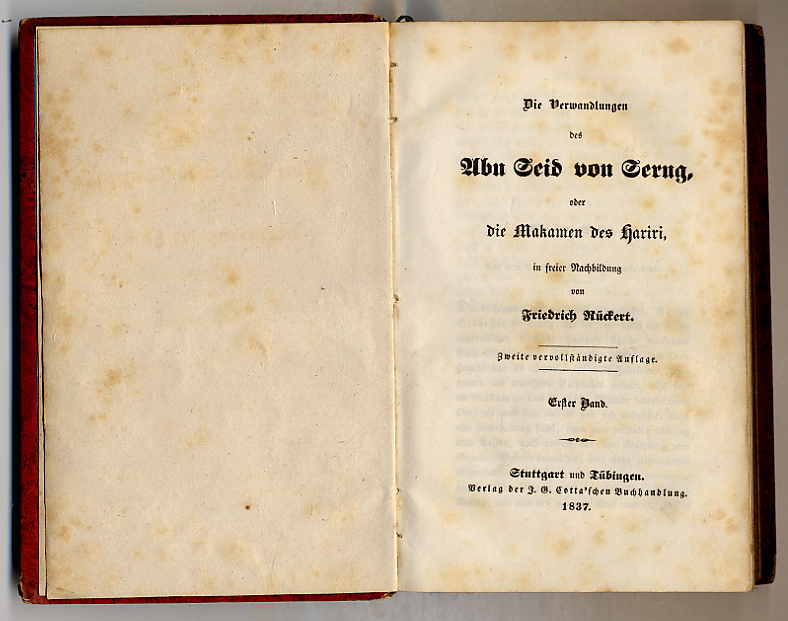 Die Verwandlungen
des
Abu Seid von Serug,
oder
die Makamen des Hariri,
in freier Nachbildung
von
Friedrich Rückert.
Zweite vervollständigte Auflage.
Erster Band.
Stuttgart und Tübingen.
Verlag der J. G. Cotta'schen Buchhandlung.
1837.